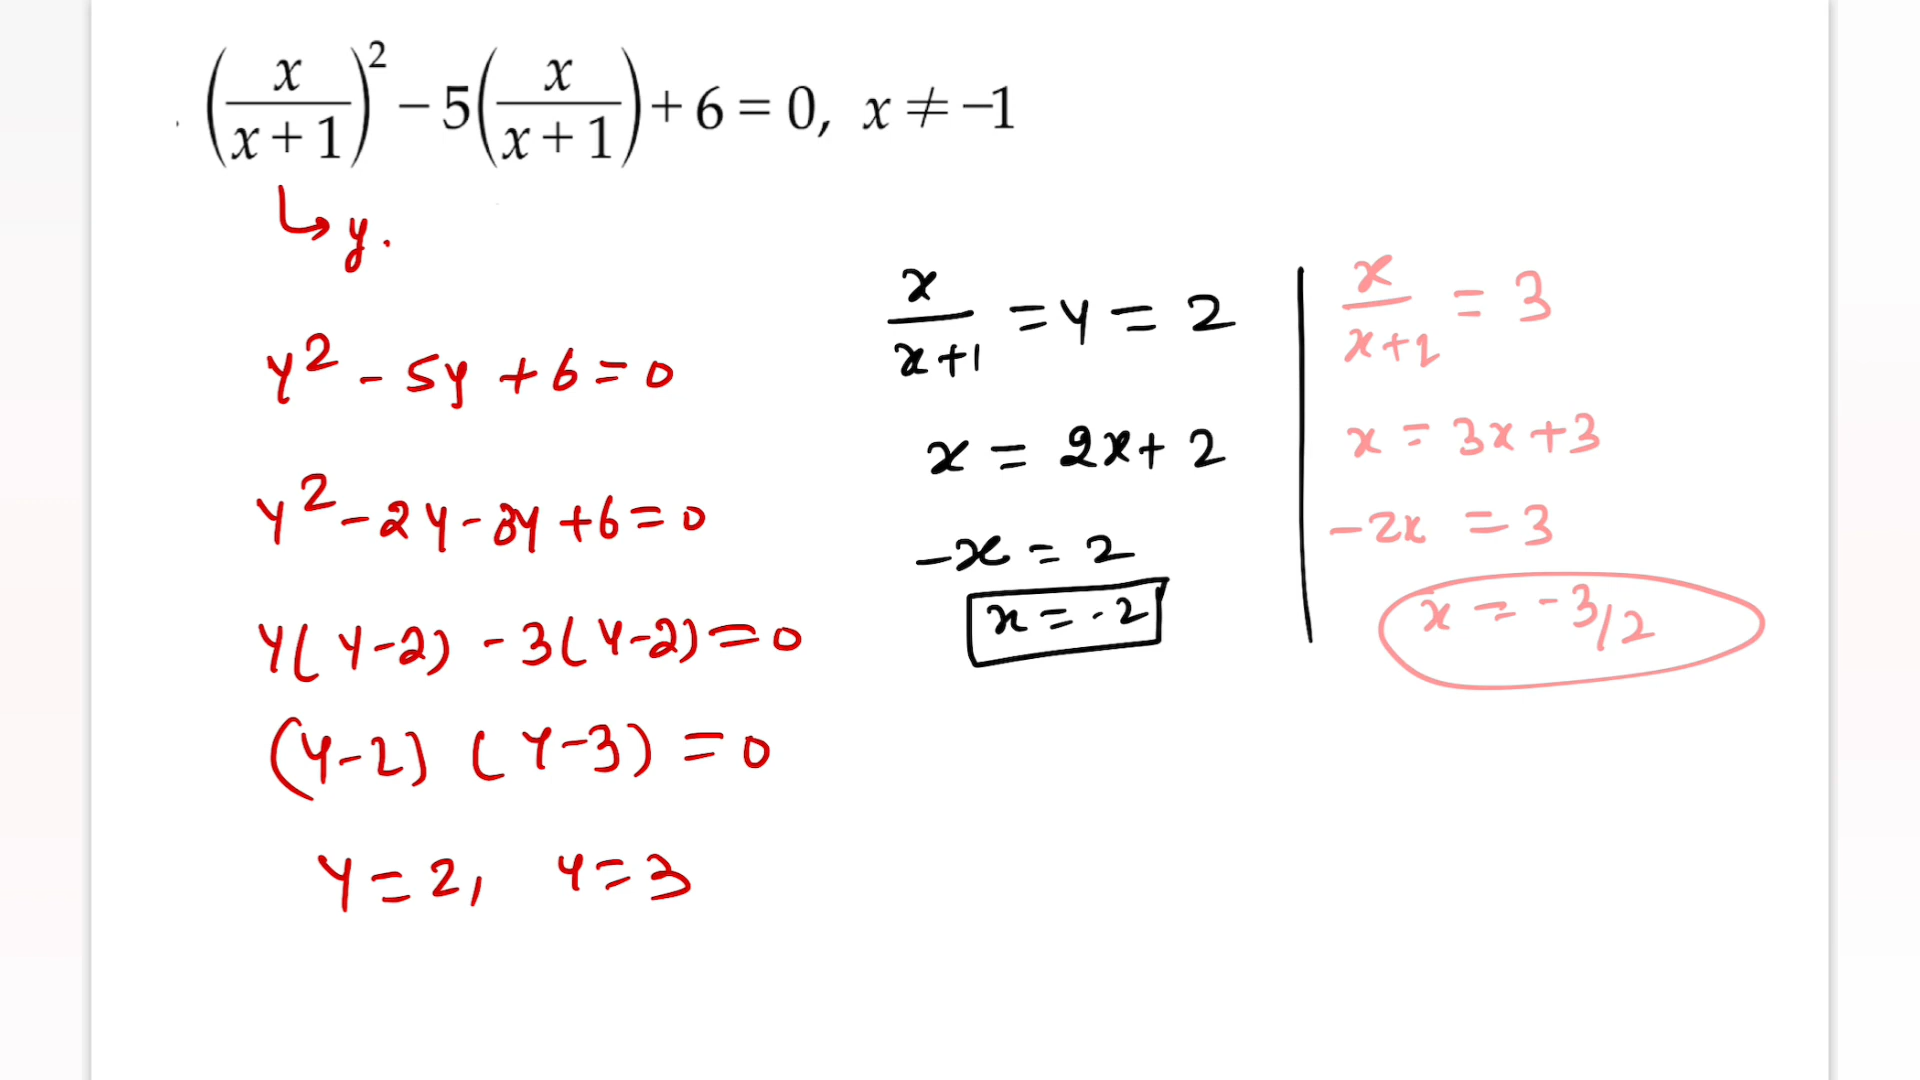 (x/(x+1))² − 5(x/(x+1)) + 6 = 0, x ≠ −1
↳ y.
y² - 5y + 6 = 0
y² - 2y - 3y + 6 = 0
y(y-2) - 3(y-2) = 0
(y-2) (y-3) = 0
y = 2, y = 3
x/(x+1) = y = 2
x = 2x + 2
-x = 2
x = -2
x/(x+1) = 3
x = 3x + 3
-2x = 3
x = -3/2